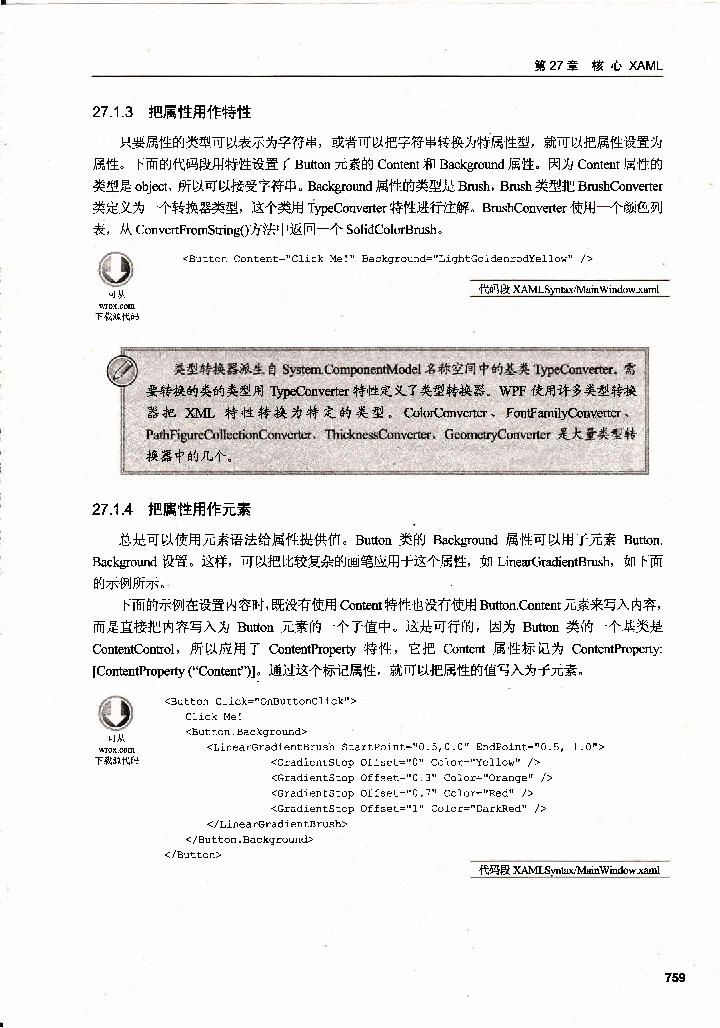 第27章 核 心 XAML
27.1.3 把属性用作特性
只要属性的类型可以表示为字符串，或者可以把字符串转换为特属性型，就可以把属性设置为
属性。下面的代码段用特性设置了 Button 元素的 Content 和 Background 属性。因为 Content 属性的
类型是 object，所以可以接受字符串。Background 属性的类型是 Brush，Brush 类型把 BrushConverter
类定义为一个转换器类型，这个类用 TypeConverter 特性进行注解。BrushConverter 使用一个颜色列
表，从 ConvertFromString()方法中返回一个 SolidColorBrush。
<Button Content="Click Me!" Background="LightGoldenrodYellow" />
可从
wrox.com
下载源代码
代码段 XAMLSyntax/MainWindow.xaml
类型转换器派生自 System.ComponentModel 名称空间中的基类 TypeConverter。需
要转换的类的类型用 TypeConverter 特性定义了类型转换器。WPF 使用许多类型转换
器把 XML 特性转换为特定的类型。ColorConverter、FontFamilyConverter、
PathFigureCollectionConverter、ThicknessConverter、GeometryConverter 是大量类型转
换器中的几个。
27.1.4 把属性用作元素
总是可以使用元素语法给属性提供值。Button 类的 Background 属性可以用子元素 Button.
Background 设置。这样，可以把比较复杂的画笔应用于这个属性，如 LinearGradientBrush，如下面
的示例所示。
下面的示例在设置内容时，既没有使用 Content 特性也没有使用 Button.Content 元素来写入内容，
而是直接把内容写入为 Button 元素的一个子值中。这是可行的，因为 Button 类的一个基类是
ContentControl，所以应用了 ContentProperty 特性，它把 Content 属性标记为 ContentProperty:
[ContentProperty (“Content”)]。通过这个标记属性，就可以把属性的值写入为子元素。
<Button Click="OnButtonClick">
Click Me!
<Button.Background>
<LinearGradientBrush StartPoint="0.5,0.0" EndPoint="0.5, 1.0">
<GradientStop Offset="0" Color="Yellow" />
<GradientStop Offset="0.3" Color="Orange" />
<GradientStop Offset="0.7" Color="Red" />
<GradientStop Offset="1" Color="DarkRed" />
</LinearGradientBrush>
</Button.Background>
</Button>
可从
wrox.com
下载源代码
代码段 XAMLSyntax/MainWindow.xaml
759